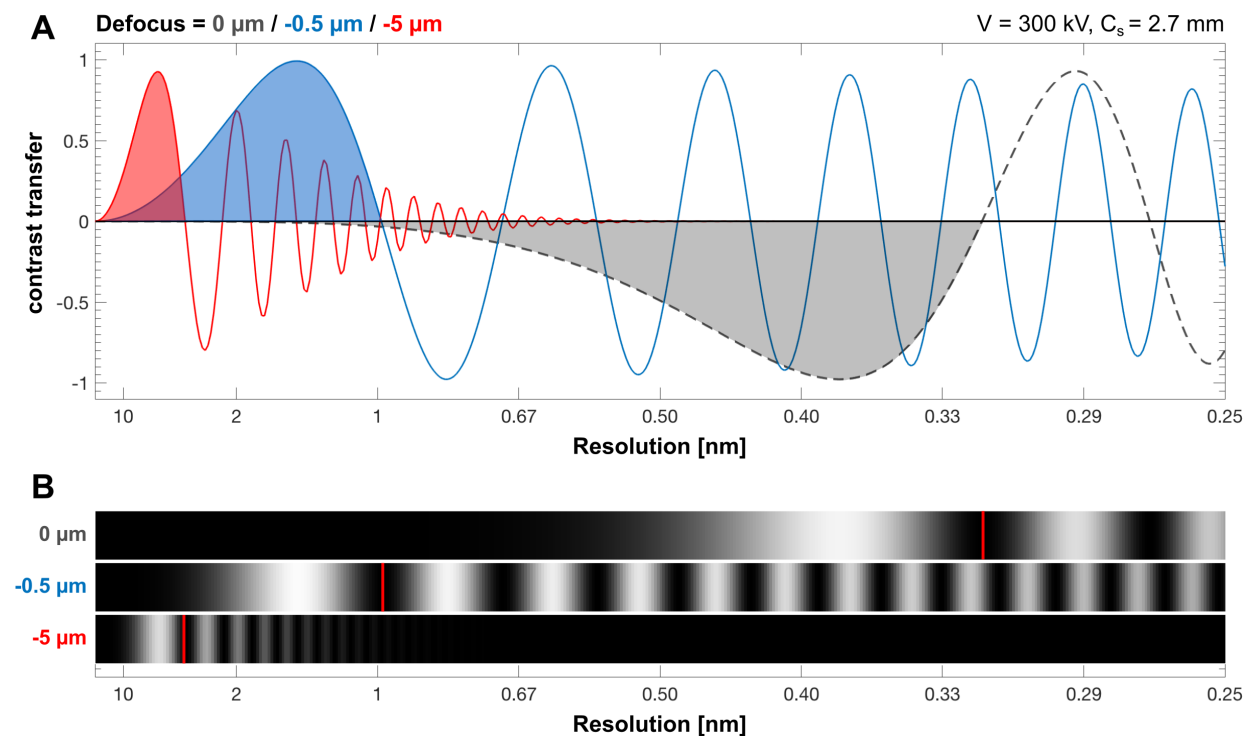 A
Defocus = 0 µm / -0.5 µm / -5 µm
V = 300 kV, Cs = 2.7 mm
contrast transfer
1
0.5
0
-0.5
-1
10 2 1 0.67 0.50 0.40 0.33 0.29 0.25
Resolution [nm]
B
0 µm
-0.5 µm
-5 µm
10 2 1 0.67 0.50 0.40 0.33 0.29 0.25
Resolution [nm]